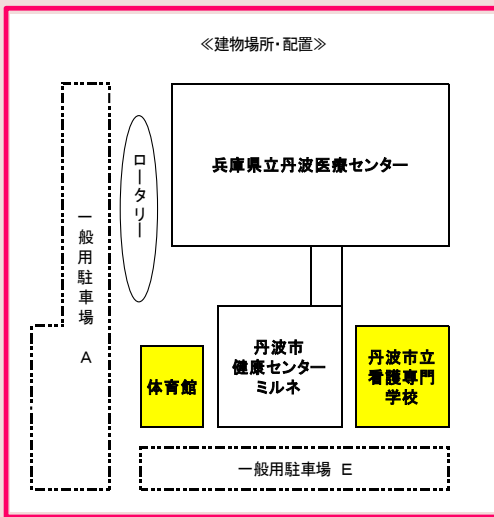 ≪建物場所・配置≫
兵庫県立丹波医療センター
ロータリー
一般用駐車場 A
丹波市
健康センター
ミルネ
丹波市立
看護専門
学校
体育館
一般用駐車場 E